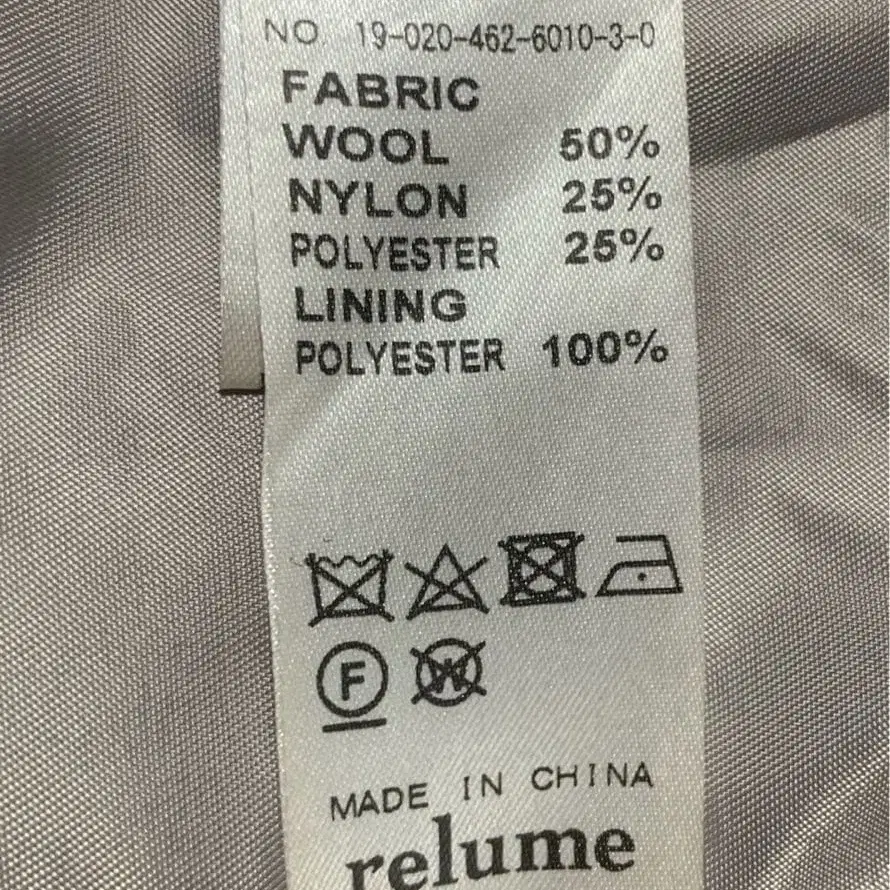 NO. 19-020-462-6010-3-0
FABRIC
WOOL 50%
NYLON 25%
POLYESTER 25%
LINING
POLYESTER 100%
F W
MADE IN CHINA
relume